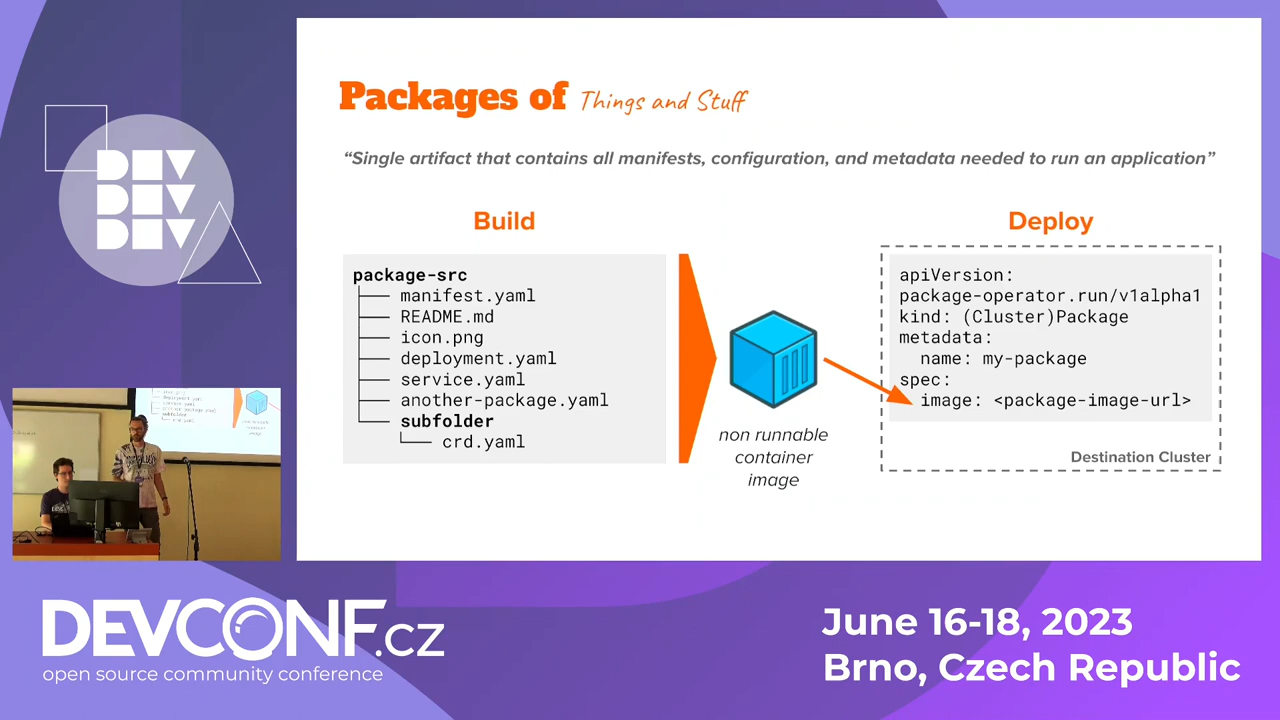 DEV
DEV
DEV
Packages of Things and Stuff
“Single artifact that contains all manifests, configuration, and metadata needed to run an application”
Build
package-src
manifest.yaml
README.md
icon.png
deployment.yaml
service.yaml
another-package.yaml
subfolder
crd.yaml
non runnable
container
image
Deploy
apiVersion:
package-operator.run/v1alpha1
kind: (Cluster)Package
metadata:
name: my-package
spec:
image: <package-image-url>
Destination Cluster
DEVCONF.cz
open source community conference
June 16-18, 2023
Brno, Czech Republic